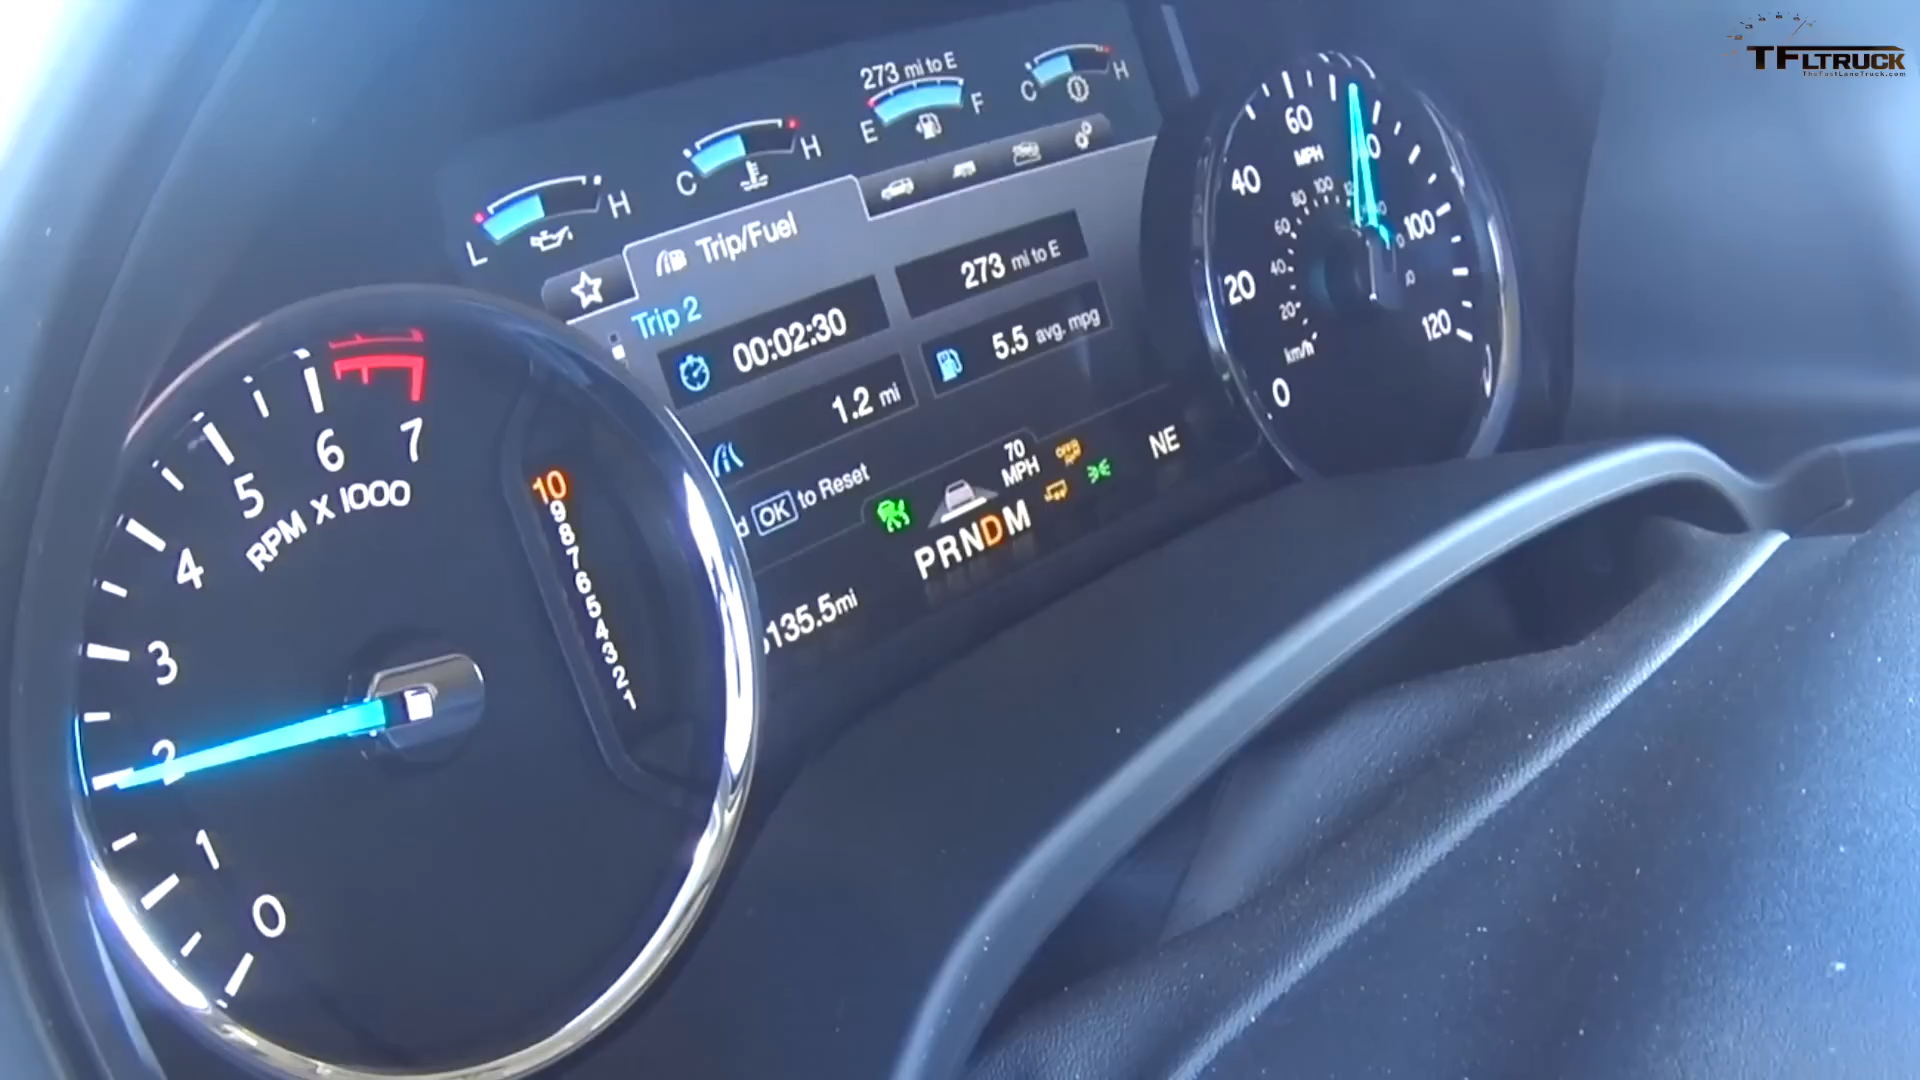 TFLTRUCK
TheFastLaneTruck.com
273 mi to E
L H
C H
E F
C H
Trip/Fuel
Trip 2
273 mi to E
00:02:30
5.5 avg. mpg
1.2 mi
OK to Reset
70
MPH
NE
PRNDM
135.5mi
0 1 2 3 4 5 6 7
RPM X 1000
10
9
8
7
6
5
4
3
2
1
0 20 40 60 100 120
MPH
20 40 60 80 100
km/h